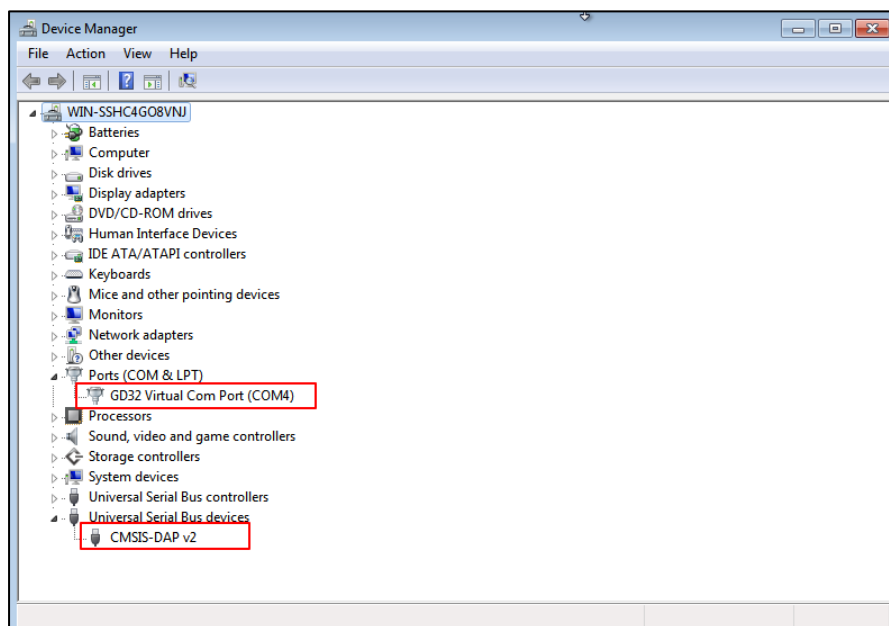 Device Manager
File Action View Help
WIN-SSHC4GO8VNJ
Batteries
Computer
Disk drives
Display adapters
DVD/CD-ROM drives
Human Interface Devices
IDE ATA/ATAPI controllers
Keyboards
Mice and other pointing devices
Monitors
Network adapters
Other devices
Ports (COM & LPT)
GD32 Virtual Com Port (COM4)
Processors
Sound, video and game controllers
Storage controllers
System devices
Universal Serial Bus controllers
Universal Serial Bus devices
CMSIS-DAP v2